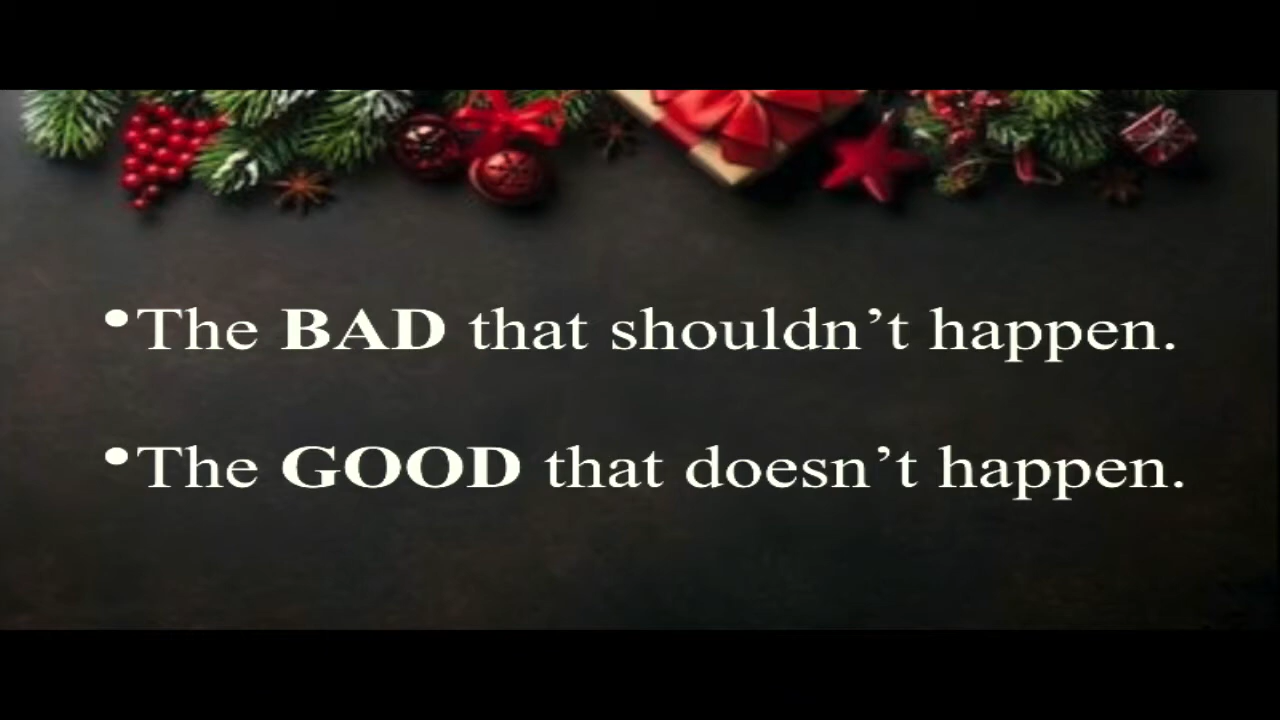 •The BAD that shouldn’t happen.
•The GOOD that doesn’t happen.